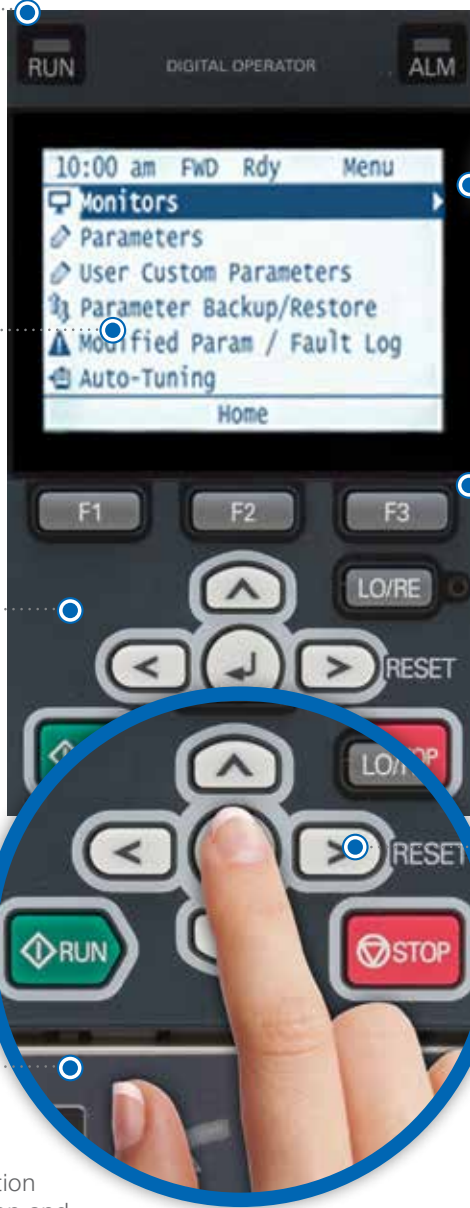 RUN DIGITAL OPERATOR ALM
10:00 am FWD Rdy Menu
Monitors
Parameters
User Custom Parameters
Parameter Backup/Restore
Modified Param / Fault Log
Auto-Tuning
Home
F1 F2 F3
LO/RE
RESET
RESET
RUN STOP